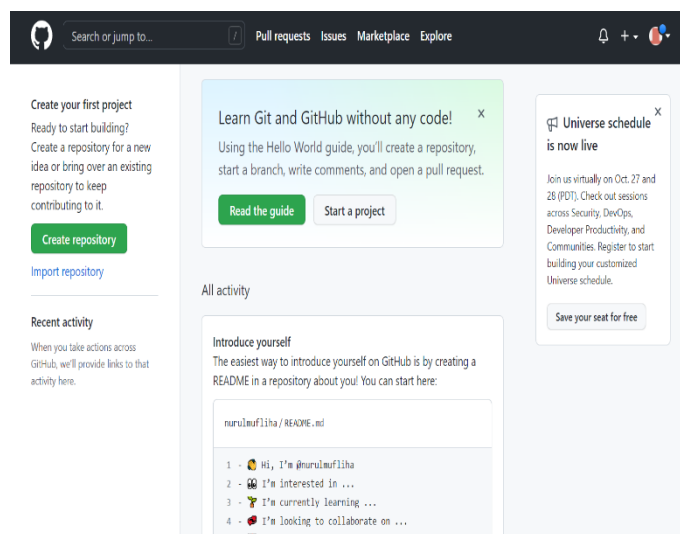 Search or jump to...
/
Pull requests Issues Marketplace Explore
Create your first project
Ready to start building?
Create a repository for a new
idea or bring over an existing
repository to keep
contributing to it.
Create repository
Import repository
Recent activity
When you take actions across
GitHub, we'll provide links to that
activity here.
Learn Git and GitHub without any code!
Using the Hello World guide, you'll create a repository,
start a branch, write comments, and open a pull request.
Read the guide
Start a project
All activity
Introduce yourself
The easiest way to introduce yourself on GitHub is by creating a
README in a repository about you! You can start here:
nurulmufliha/README.md
1 - 👋 Hi, I'm @nurulmufliha
2 - 👀 I'm interested in ...
3 - 🌱 I'm currently learning ...
4 - 💞️ I'm looking to collaborate on ...
Universe schedule
is now live
Join us virtually on Oct. 27 and
28 (PDT). Check out sessions
across Security, DevOps,
Developer Productivity, and
Communities. Register to start
building your customized
Universe schedule.
Save your seat for free